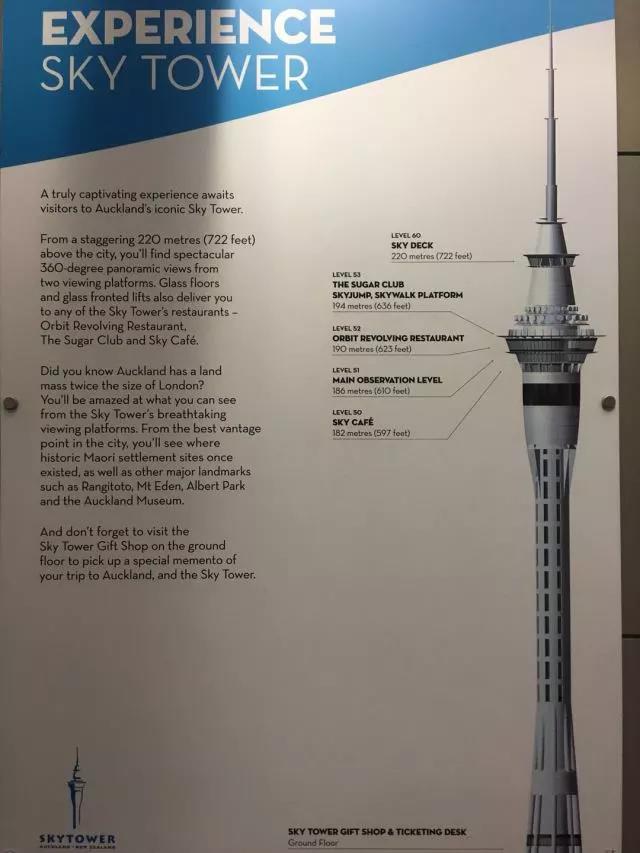 EXPERIENCE
SKY TOWER
A truly captivating experience awaits
visitors to Auckland's iconic Sky Tower.
From a staggering 220 metres (722 feet)
above the city, you'll find spectacular
360-degree panoramic views from
two viewing platforms. Glass floors
and glass fronted lifts also deliver you
to any of the Sky Tower's restaurants –
Orbit Revolving Restaurant,
The Sugar Club and Sky Café.
Did you know Auckland has a land
mass twice the size of London?
You'll be amazed at what you can see
from the Sky Tower's breathtaking
viewing platforms. From the best vantage
point in the city, you'll see where
historic Maori settlement sites once
existed, as well as other major landmarks
such as Rangitoto, Mt Eden, Albert Park
and the Auckland Museum.
And don't forget to visit the
Sky Tower Gift Shop on the ground
floor to pick up a special memento of
your trip to Auckland, and the Sky Tower.
LEVEL 60
SKY DECK
220 metres (722 feet)
LEVEL 53
THE SUGAR CLUB
SKYJUMP, SKYWALK PLATFORM
194 metres (636 feet)
LEVEL 52
ORBIT REVOLVING RESTAURANT
190 metres (623 feet)
LEVEL 51
MAIN OBSERVATION LEVEL
186 metres (610 feet)
LEVEL 50
SKY CAFÉ
182 metres (597 feet)
SKYTOWER
AUCKLAND • NEW ZEALAND
SKY TOWER GIFT SHOP & TICKETING DESK
Ground Floor